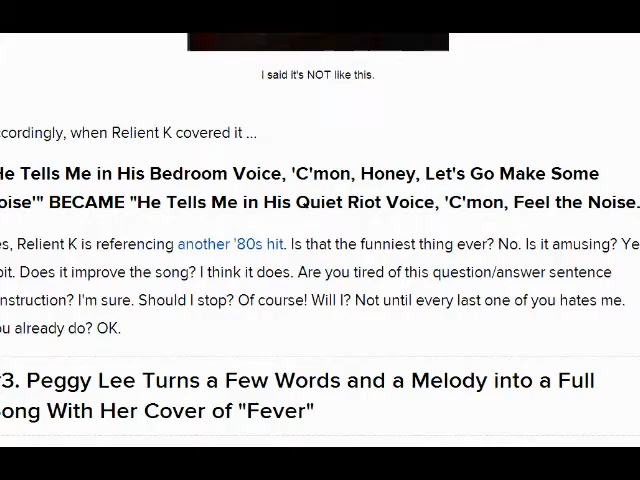 I said it's NOT like this.
ccordingly, when Relient K covered it ...
He Tells Me in His Bedroom Voice, 'C'mon, Honey, Let's Go Make Some
oise'" BECAME "He Tells Me in His Quiet Riot Voice, 'C'mon, Feel the Noise.
es, Relient K is referencing another '80s hit. Is that the funniest thing ever? No. Is it amusing? Ye
bit. Does it improve the song? I think it does. Are you tired of this question/answer sentence
nstruction? I'm sure. Should I stop? Of course! Will I? Not until every last one of you hates me.
ou already do? OK.
3. Peggy Lee Turns a Few Words and a Melody into a Full
ong With Her Cover of "Fever"